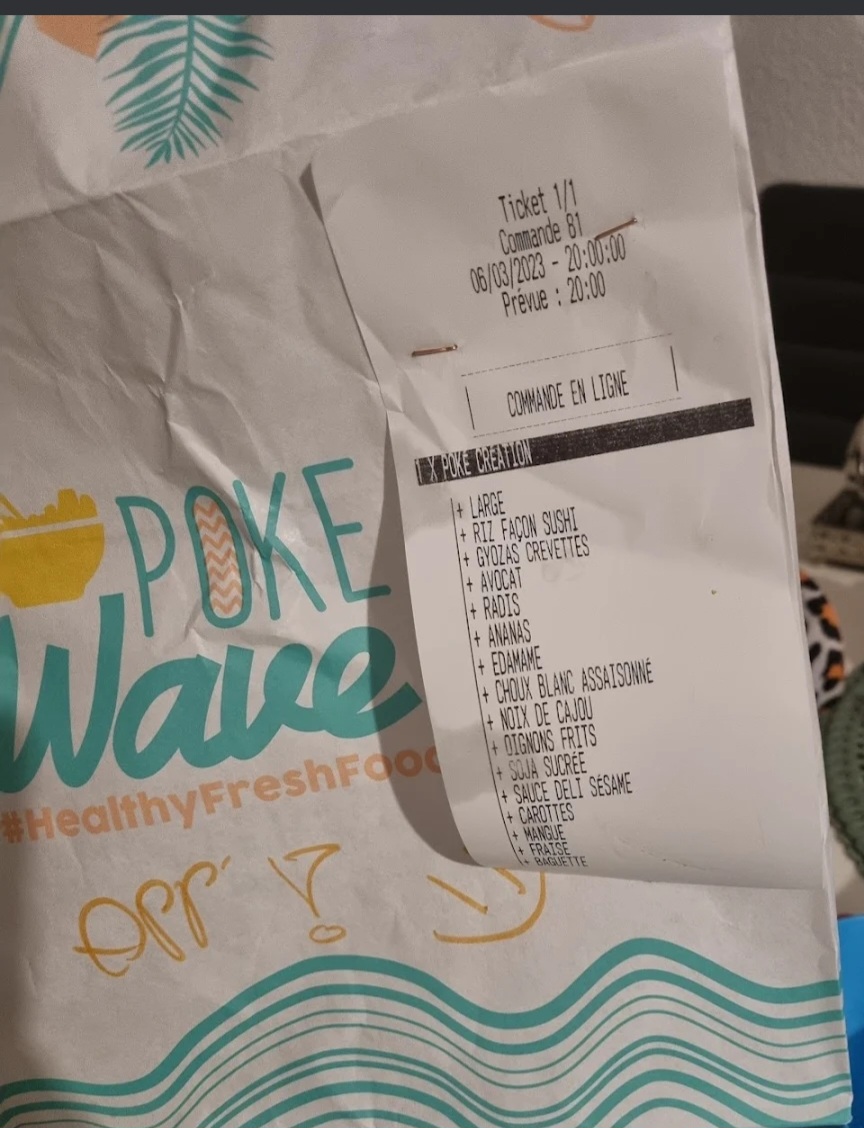 Ticket 1/1
Commande 81
06/03/2023 - 20:00:00
Prévue : 20:00
COMMANDE EN LIGNE
1 X POKE CREATION
+ LARGE
+ RIZ FAÇON SUSHI
+ GYOZAS CREVETTES
+ AVOCAT
+ RADIS
+ ANANAS
+ EDAMAME
+ CHOUX BLANC ASSAISONNÉ
+ NOIX DE CAJOU
+ OIGNONS FRITS
+ SOJA SUCRÉE
+ SAUCE DELI SÉSAME
+ CAROTTES
+ MANGUE
+ FRAISE
+ BAGUETTE
POKE
Wave
#HealthyFreshFood
App' !